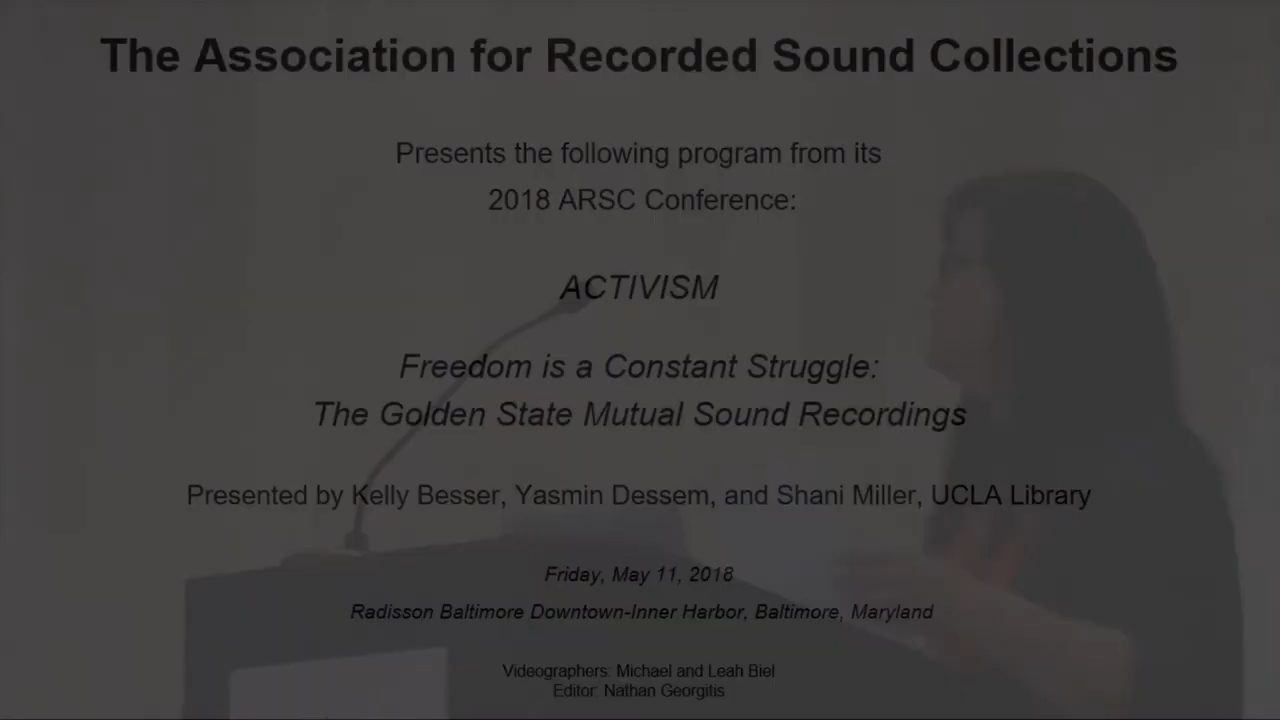 The Association for Recorded Sound Collections
Presents the following program from its
2018 ARSC Conference:
ACTIVISM
Freedom is a Constant Struggle:
The Golden State Mutual Sound Recordings
Presented by Kelly Besser, Yasmin Dessem, and Shani Miller, UCLA Library
Friday, May 11, 2018
Radisson Baltimore Downtown-Inner Harbor, Baltimore, Maryland
Videographers: Michael and Leah Biel
Editor: Nathan Georgitis